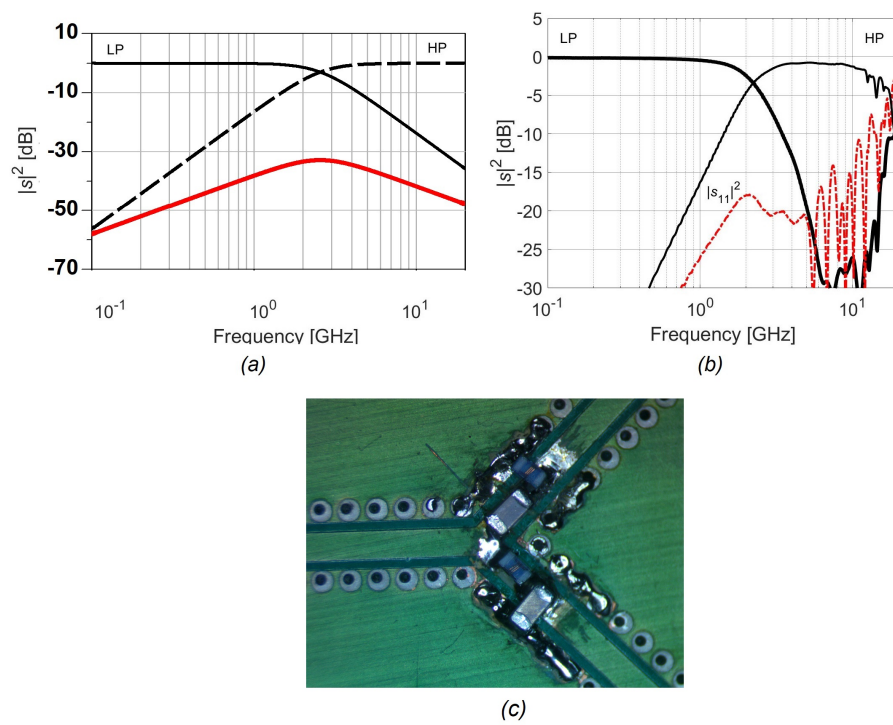 10
LP
HP
-10
-30
-50
-70
|s|² [dB]
10⁻¹
10⁰
10¹
Frequency [GHz]
(a)
5
LP
HP
0
-5
-10
-15
|s₁₁|²
-20
-25
-30
|s|² [dB]
10⁻¹
10⁰
10¹
Frequency [GHz]
(b)
(c)